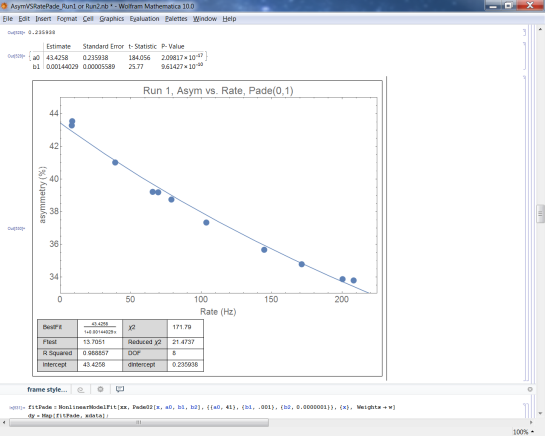 AsymVSRatePade_Run1 or Run2.nb * - Wolfram Mathematica 10.0
File Edit Insert Format Cell Graphics Evaluation Palettes Window Help
0.235938
Estimate Standard Error t-Statistic P-Value
a0 43.4258 0.235938 184.056 2.09817×10^-17
b1 0.00144029 0.00005589 25.77 9.61427×10^-10
Run 1, Asym vs. Rate, Pade(0,1)
asymmetry (%)
44
42
40
38
36
34
0 50 100 150 200
Rate (Hz)
BestFit χ2 171.79
Ftest 13.7051 Reduced χ2 21.4737
R Squared 0.988857 DOF 8
Intercept 43.4258 dIntercept 0.235938
frame style...
fitPade = NonlinearModelFit[xx, Pade02[x, a0, b1, b2], {{a0, 41}, {b1, .001}, {b2, 0.0000001}}, {x}, Weights → w]
dy = Map[fitPade, xdata];
100%